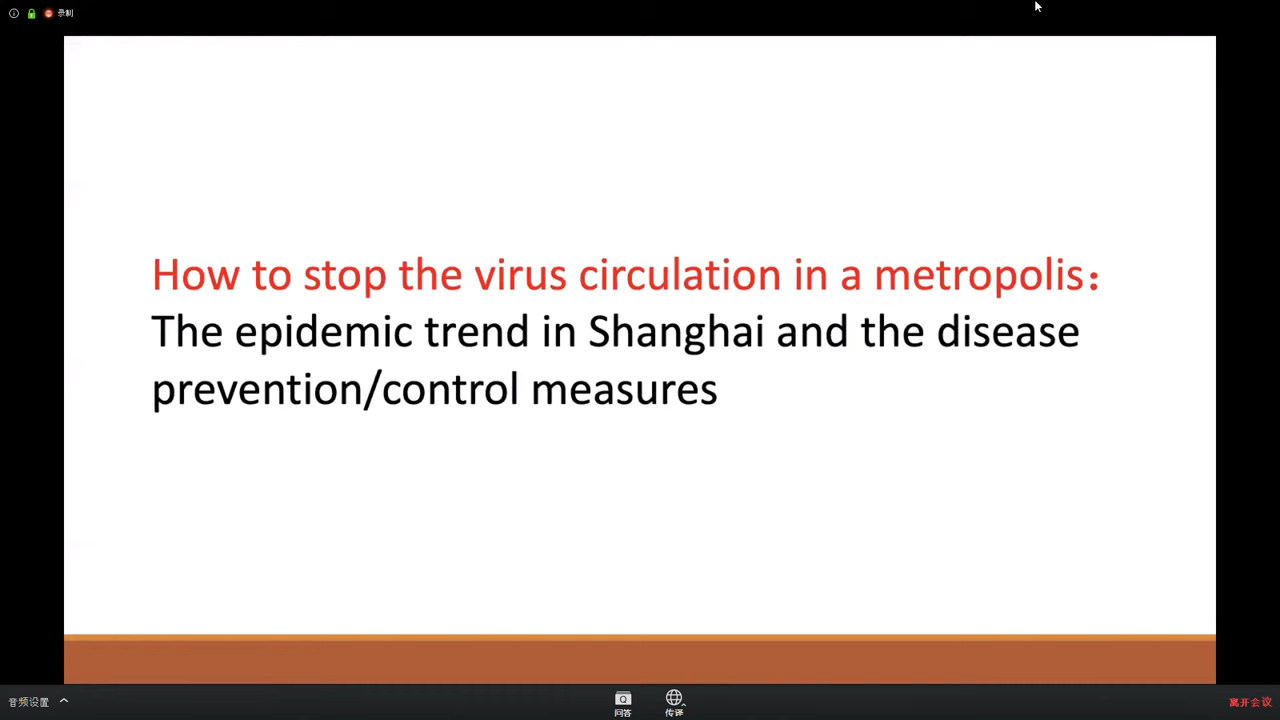 录制
How to stop the virus circulation in a metropolis：
The epidemic trend in Shanghai and the disease
prevention/control measures
音频设置
问答
传译
离开会议